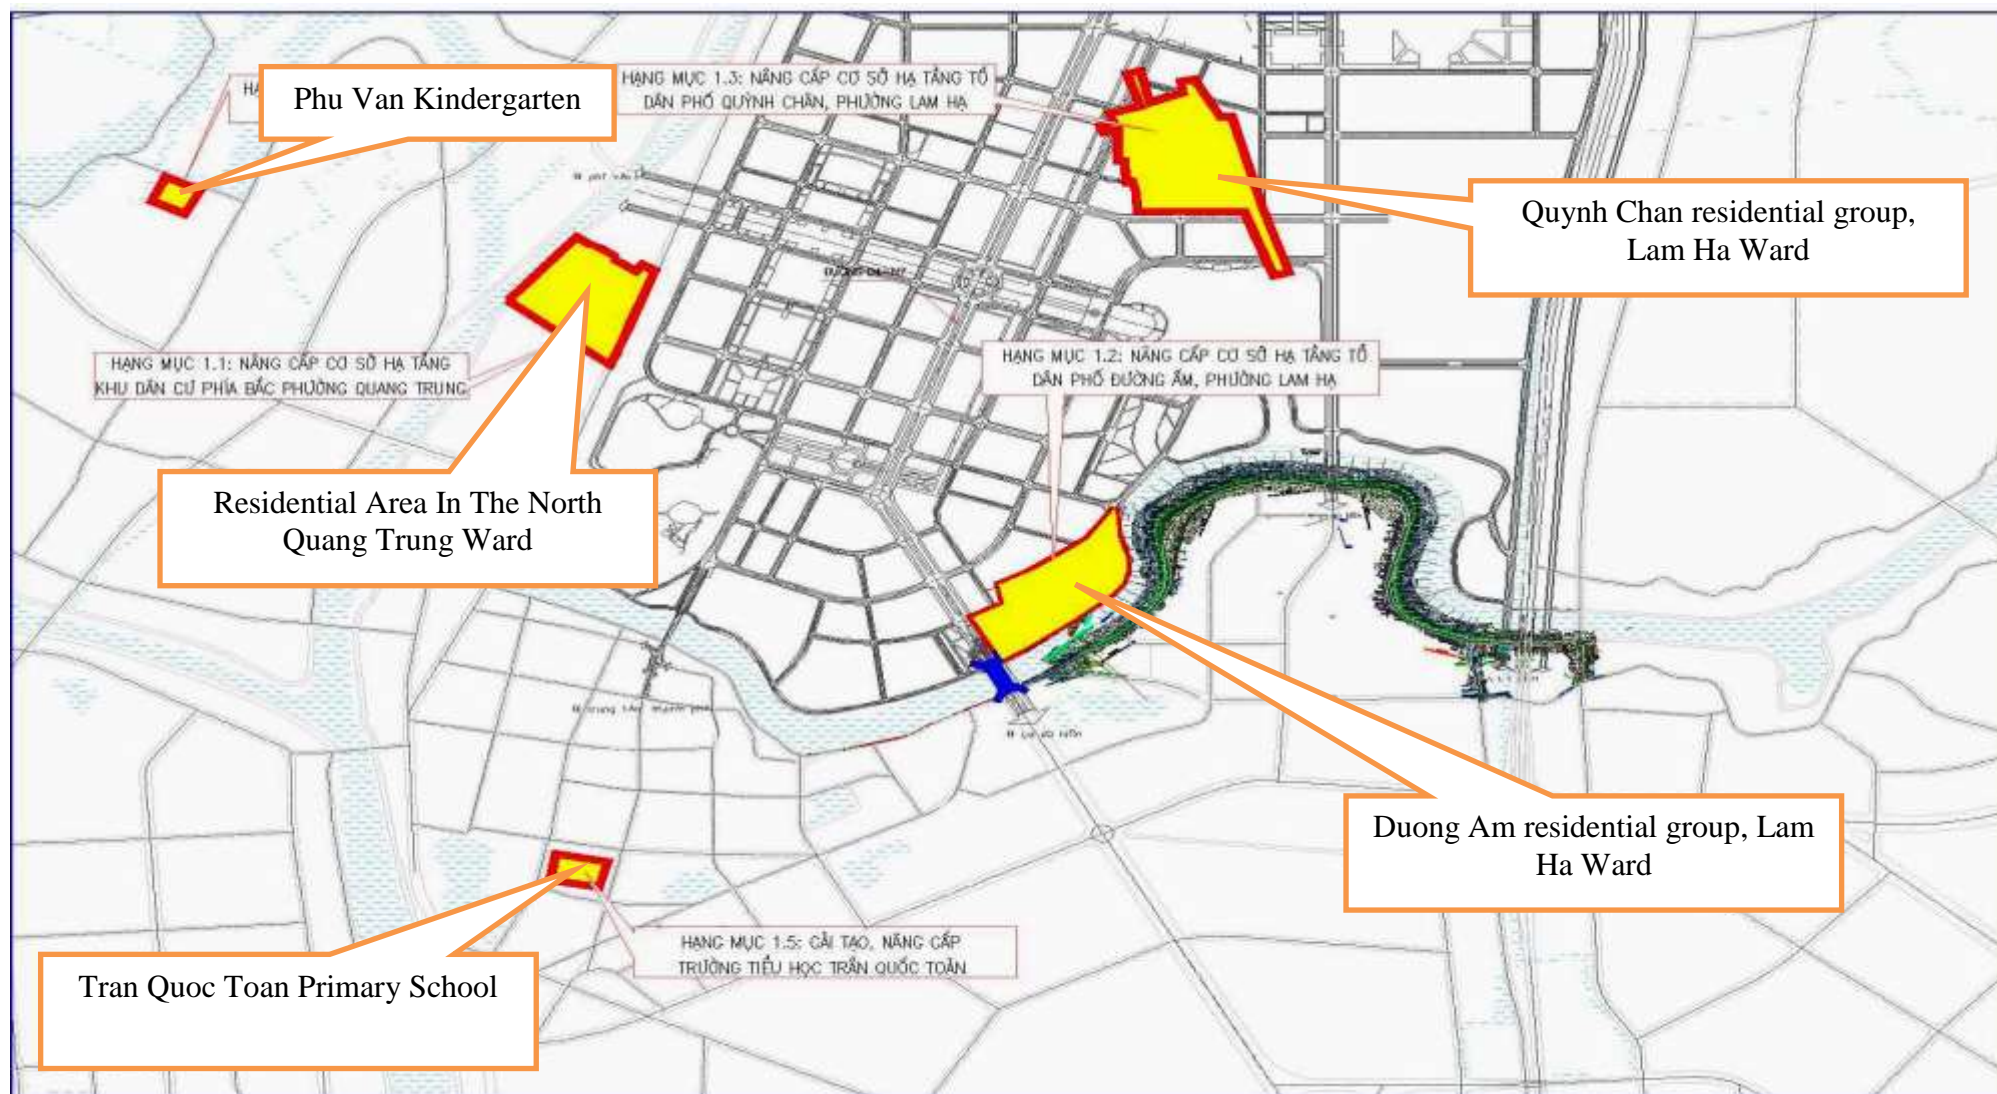 Phu Van Kindergarten
HẠ
HẠNG MỤC 1.3: NÂNG CẤP CƠ SỞ HẠ TẦNG TỔ
DÂN PHỐ QUỲNH CHÂN, PHƯỜNG LAM HẠ
Quynh Chan residential group,
Lam Ha Ward
HẠNG MỤC 1.1: NÂNG CẤP CƠ SỞ HẠ TẦNG
KHU DÂN CƯ PHÍA BẮC PHƯỜNG QUANG TRUNG
HẠNG MỤC 1.2: NÂNG CẤP CƠ SỞ HẠ TẦNG TỔ
DÂN PHỐ ĐƯỜNG ẤM, PHƯỜNG LAM HẠ
Residential Area In The North
Quang Trung Ward
Duong Am residential group, Lam
Ha Ward
HẠNG MỤC 1.5: CẢI TẠO, NÂNG CẤP
TRƯỜNG TIỂU HỌC TRẦN QUỐC TOẢN
Tran Quoc Toan Primary School